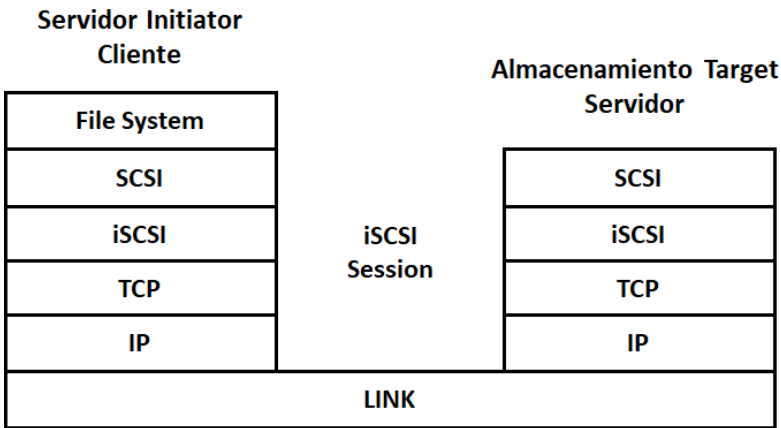 Servidor Initiator
Cliente
Almacenamiento Target
Servidor
File System
SCSI
iSCSI
TCP
IP
iSCSI
Session
SCSI
iSCSI
TCP
IP
LINK